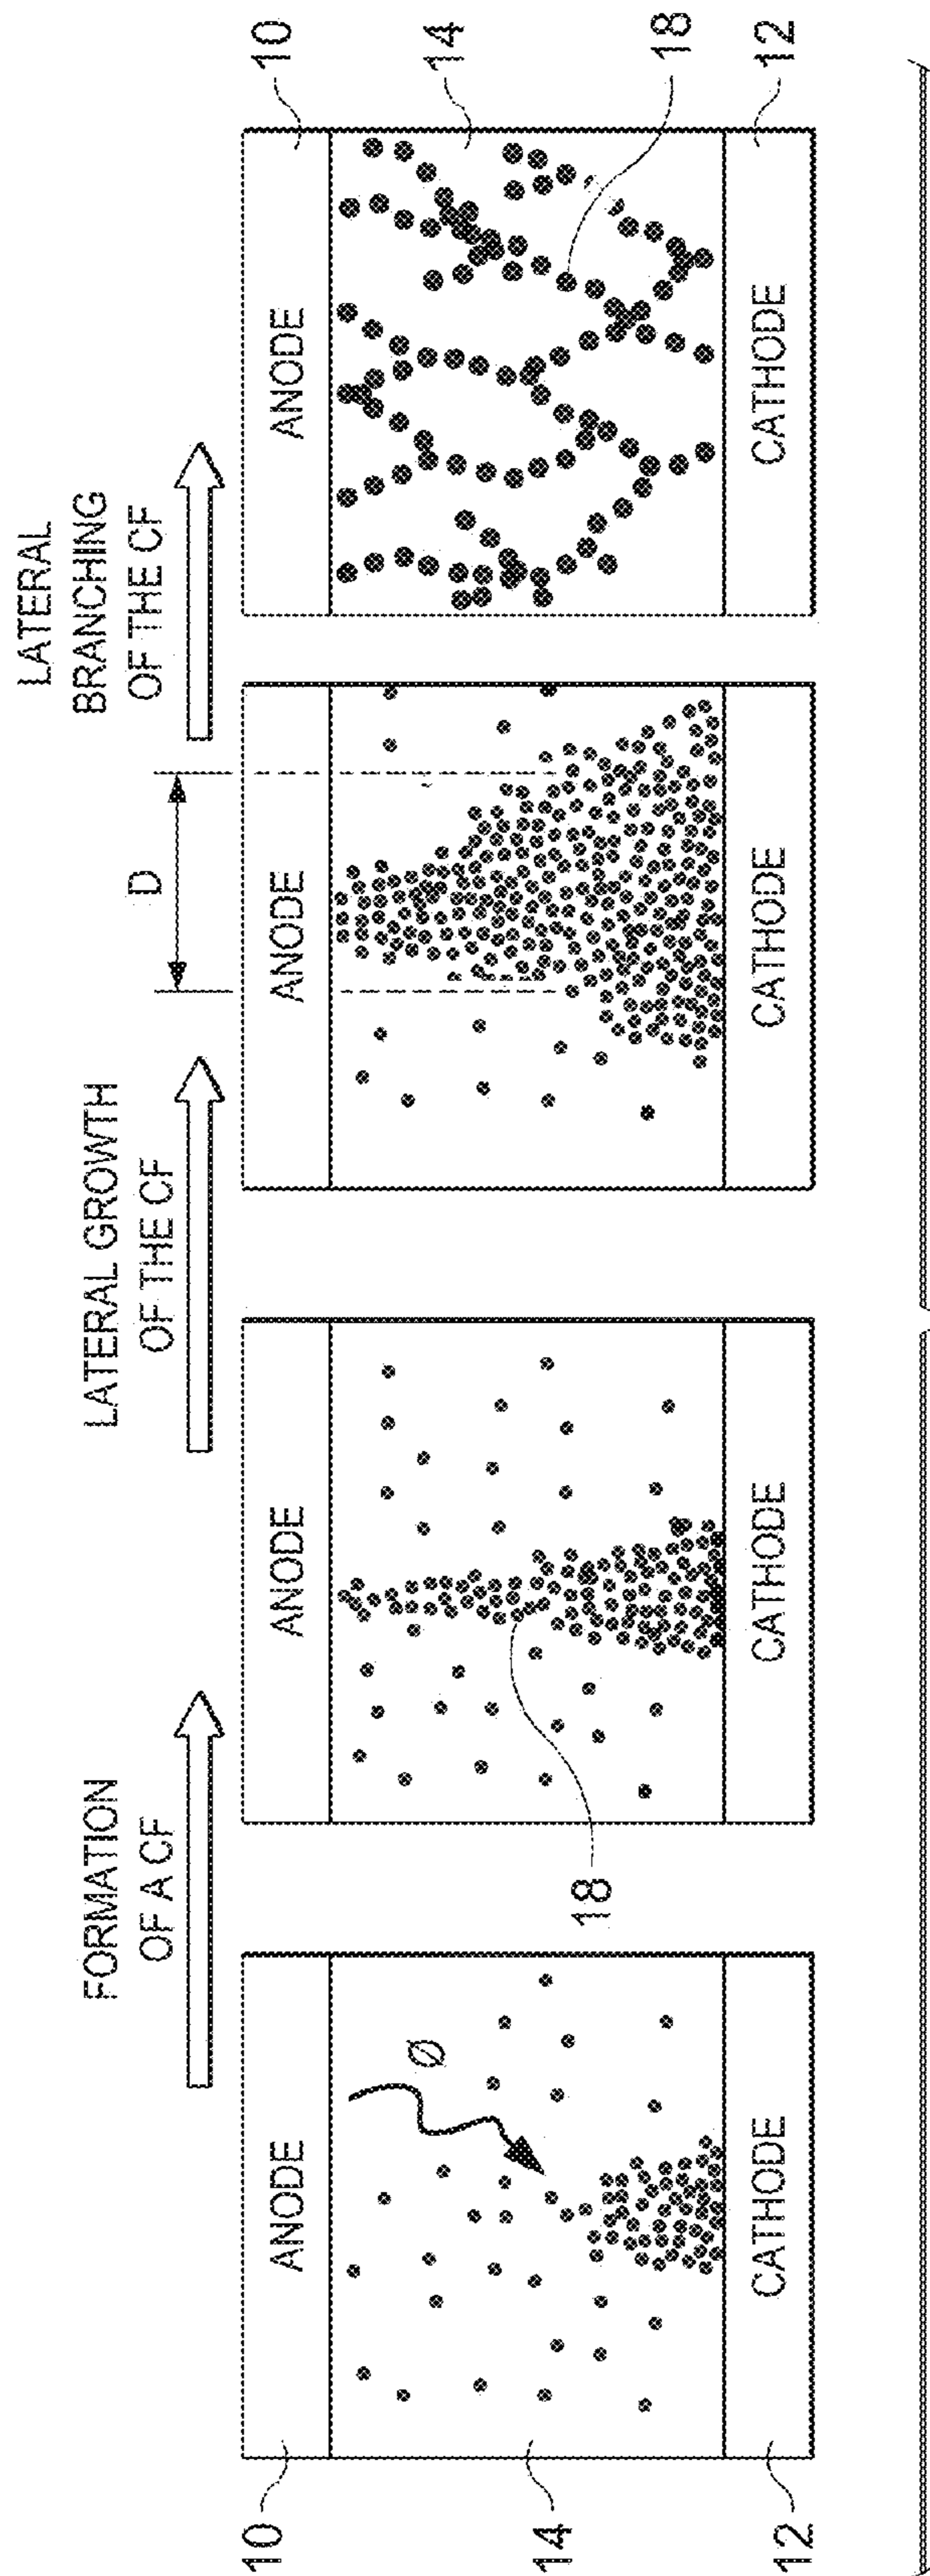 FORMATION
OF A CF
LATERAL GROWTH
OF THE CF
LATERAL
BRANCHING
OF THE CF
10
ANODE
Ø
14
CATHODE
12
ANODE
18
CATHODE
D
ANODE
CATHODE
ANODE
10
14
18
CATHODE
12